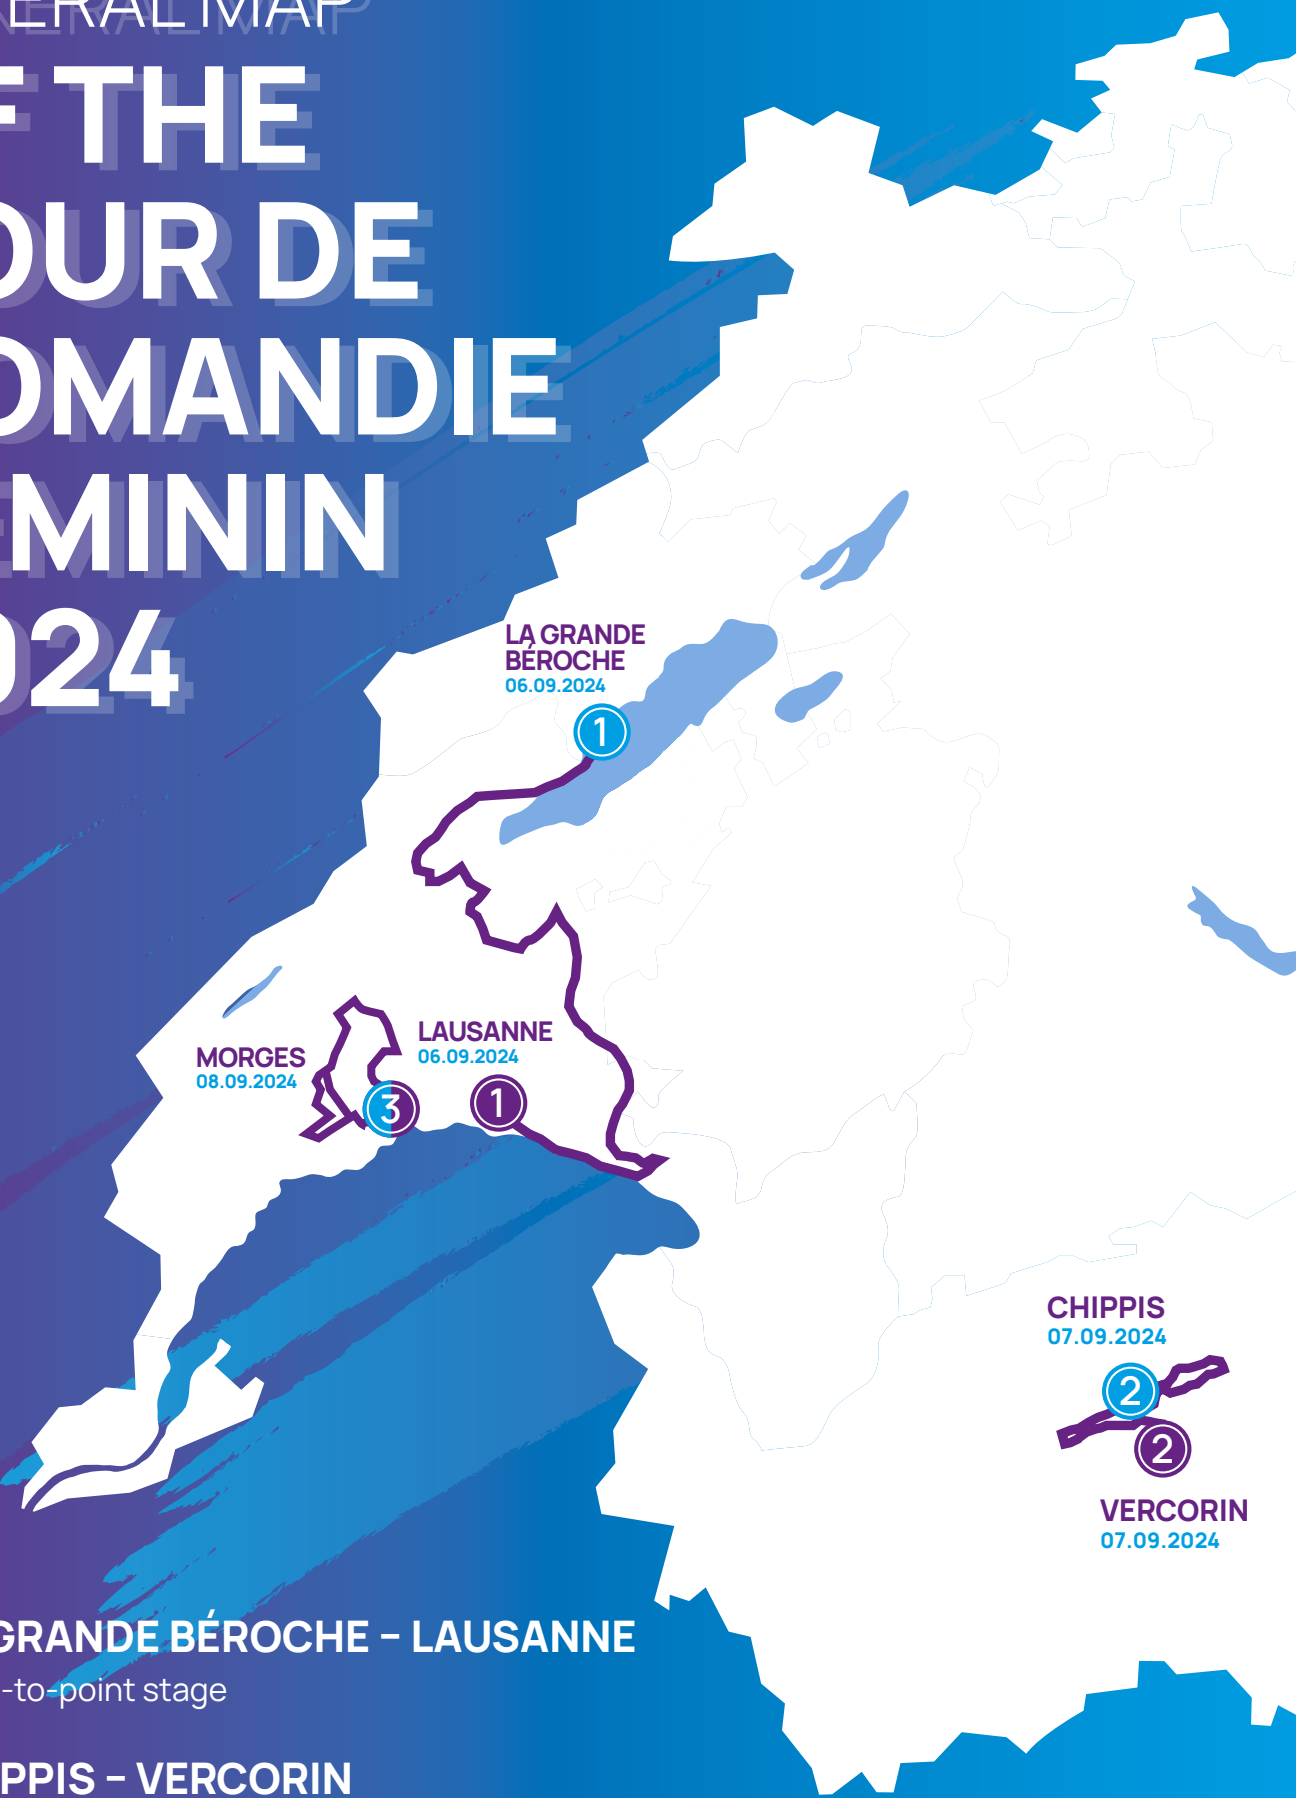 ERAL MAP
F THE
OUR DE
OMANDIE
EMININ
024
LA GRANDE
BÉROCHE
06.09.2024
1
LAUSANNE
06.09.2024
1
MORGES
08.09.2024
3
CHIPPIS
07.09.2024
2
2
VERCORIN
07.09.2024
GRANDE BÉROCHE – LAUSANNE
-to-point stage
PPIS – VERCORIN